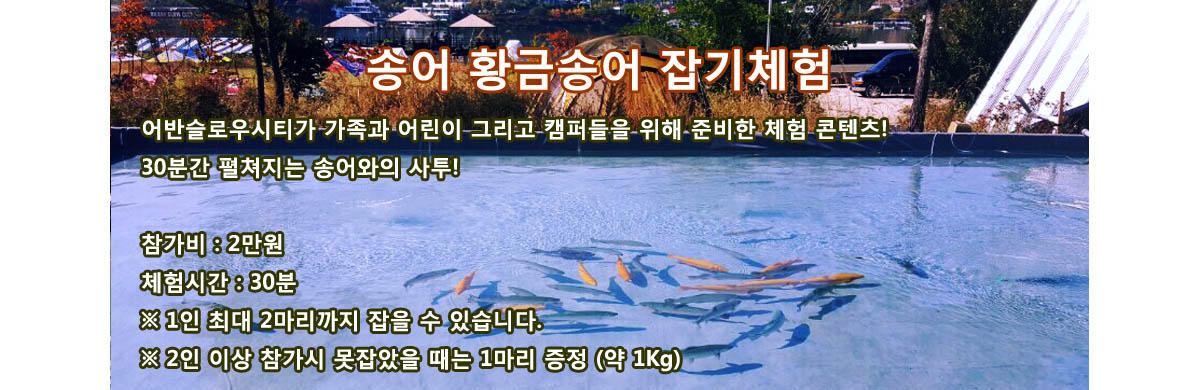 송어 황금송어 잡기체험
어반슬로우시티가 가족과 어린이 그리고 캠퍼들을 위해 준비한 체험 콘텐츠!
30분간 펼쳐지는 송어와의 사투!
참가비 : 2만원
체험시간 : 30분
※ 1인 최대 2마리까지 잡을 수 있습니다.
※ 2인 이상 참가시 못잡았을 때는 1마리 증정 (약 1Kg)